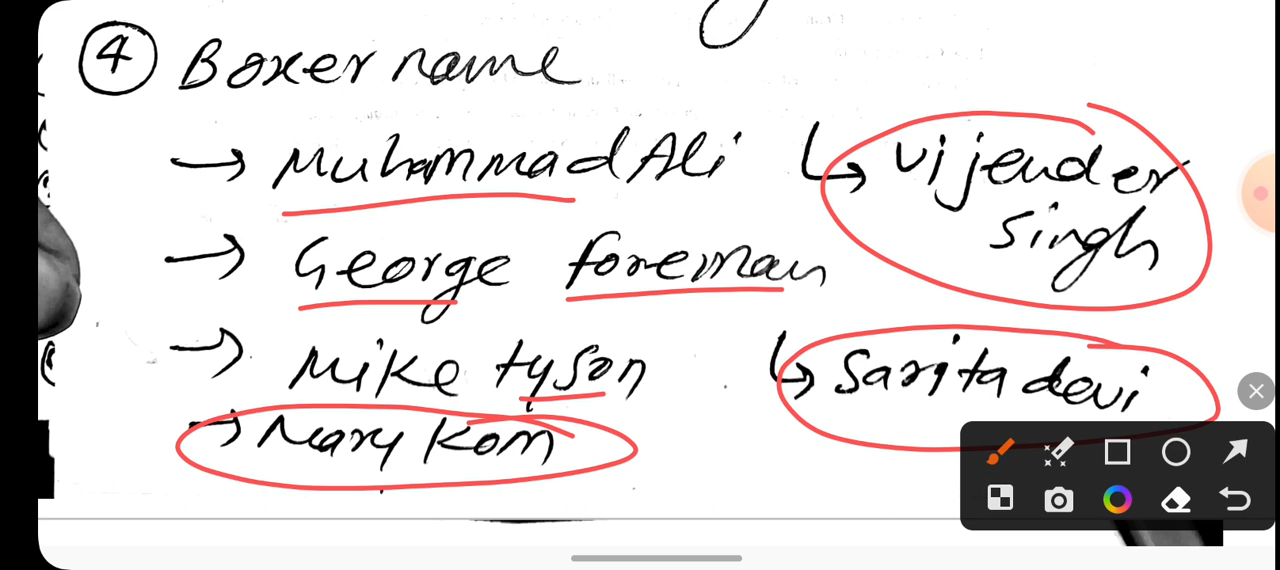 ④ Boxer name
→ Muhammad Ali
↳ Vijender
singh
→ George foreman
→ Mike tyson
↳ Sarita devi
→ Mary Kom